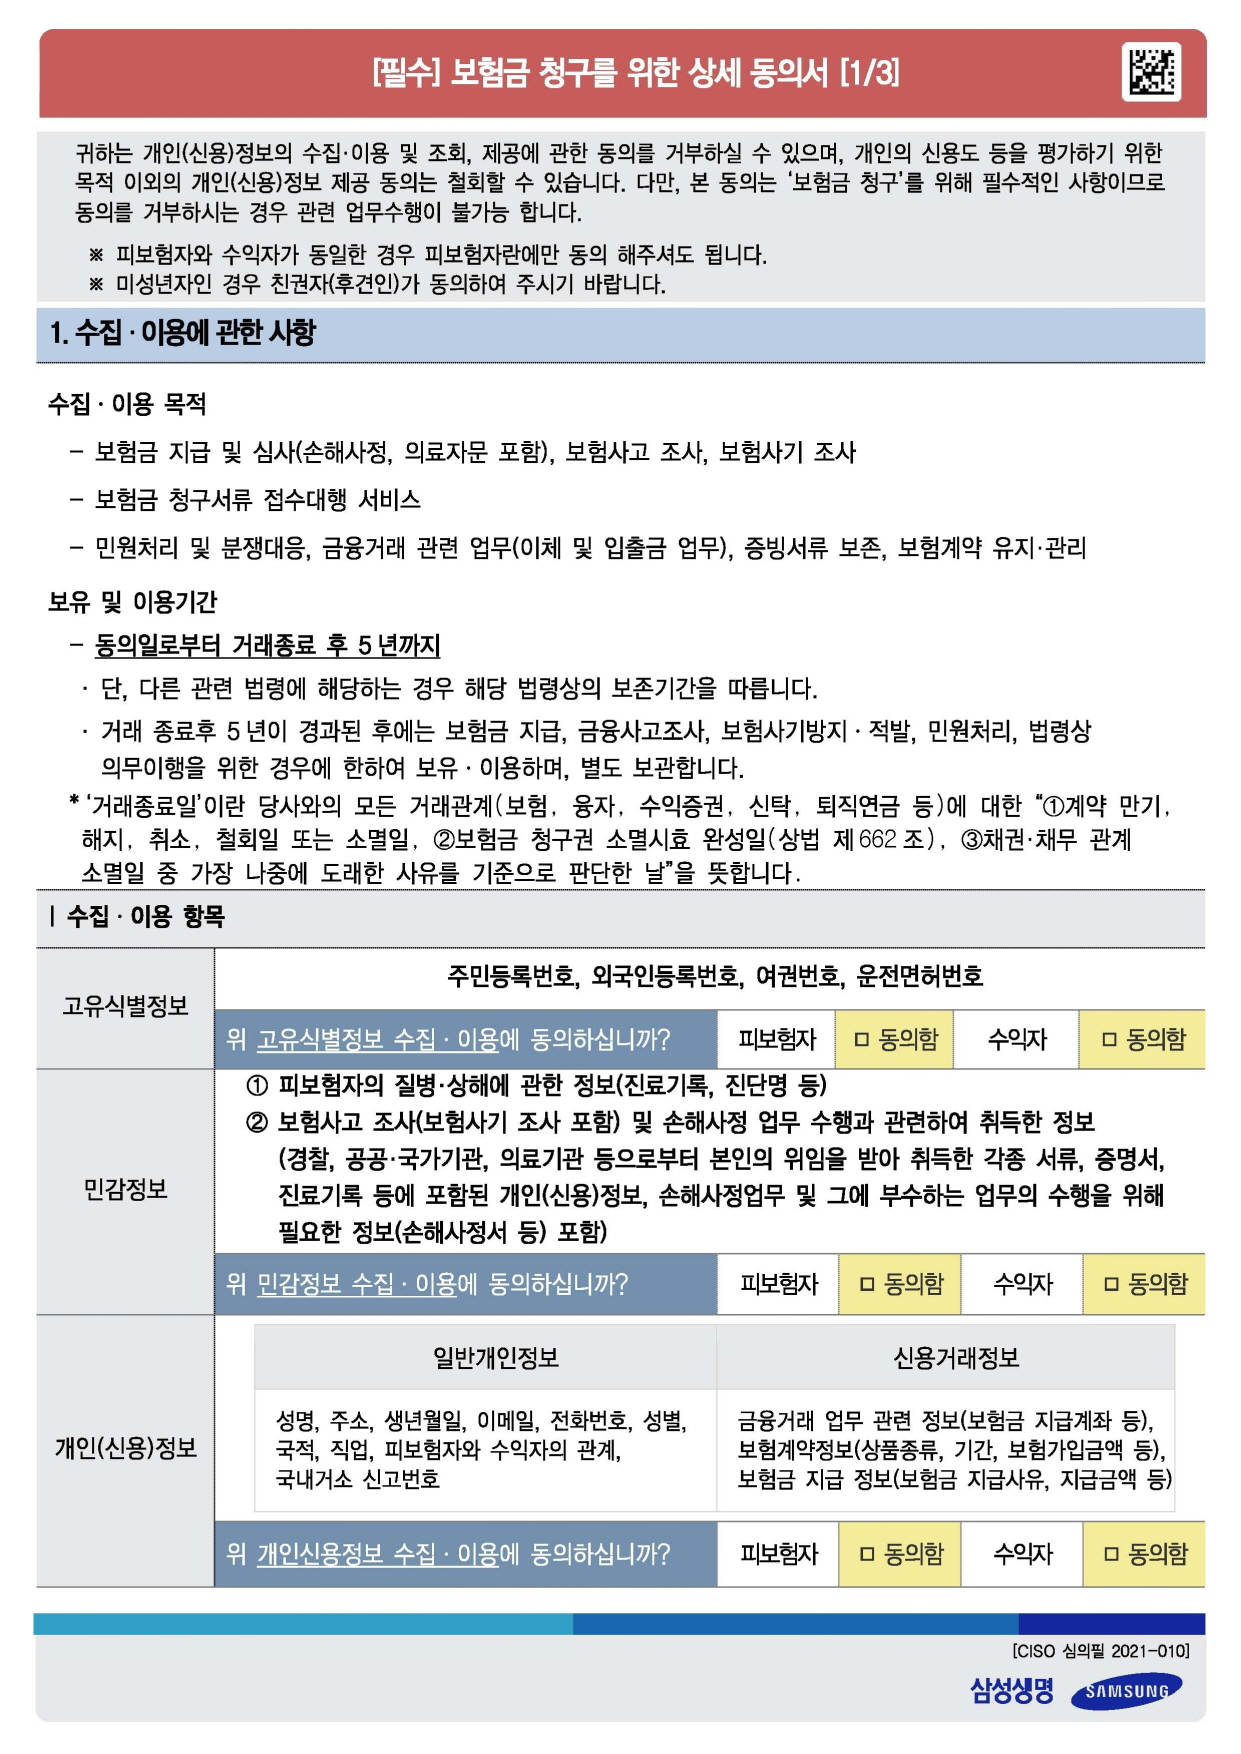 [필수] 보험금 청구를 위한 상세 동의서 [1/3]
귀하는 개인(신용)정보의 수집·이용 및 조회, 제공에 관한 동의를 거부하실 수 있으며, 개인의 신용도 등을 평가하기 위한
목적 이외의 개인(신용)정보 제공 동의는 철회할 수 있습니다. 다만, 본 동의는 ‘보험금 청구’를 위해 필수적인 사항이므로
동의를 거부하시는 경우 관련 업무수행이 불가능 합니다.
※ 피보험자와 수익자가 동일한 경우 피보험자란에만 동의 해주셔도 됩니다.
※ 미성년자인 경우 친권자(후견인)가 동의하여 주시기 바랍니다.
1. 수집 · 이용에 관한 사항
수집 · 이용 목적
– 보험금 지급 및 심사(손해사정, 의료자문 포함), 보험사고 조사, 보험사기 조사
– 보험금 청구서류 접수대행 서비스
– 민원처리 및 분쟁대응, 금융거래 관련 업무(이체 및 입출금 업무), 증빙서류 보존, 보험계약 유지·관리
보유 및 이용기간
– 동의일로부터 거래종료 후 5년까지
· 단, 다른 관련 법령에 해당하는 경우 해당 법령상의 보존기간을 따릅니다.
· 거래 종료후 5년이 경과된 후에는 보험금 지급, 금융사고조사, 보험사기방지 · 적발, 민원처리, 법령상
의무이행을 위한 경우에 한하여 보유 · 이용하며, 별도 보관합니다.
* ‘거래종료일’이란 당사와의 모든 거래관계(보험, 융자, 수익증권, 신탁, 퇴직연금 등)에 대한 “①계약 만기,
해지, 취소, 철회일 또는 소멸일, ②보험금 청구권 소멸시효 완성일(상법 제662조), ③채권·채무 관계
소멸일 중 가장 나중에 도래한 사유를 기준으로 판단한 날”을 뜻합니다.
| 수집 · 이용 항목
고유식별정보
주민등록번호, 외국인등록번호, 여권번호, 운전면허번호
위 고유식별정보 수집 · 이용에 동의하십니까? 피보험자 □ 동의함 수익자 □ 동의함
민감정보
① 피보험자의 질병·상해에 관한 정보(진료기록, 진단명 등)
② 보험사고 조사(보험사기 조사 포함) 및 손해사정 업무 수행과 관련하여 취득한 정보
(경찰, 공공·국가기관, 의료기관 등으로부터 본인의 위임을 받아 취득한 각종 서류, 증명서,
진료기록 등에 포함된 개인(신용)정보, 손해사정업무 및 그에 부수하는 업무의 수행을 위해
필요한 정보(손해사정서 등) 포함)
위 민감정보 수집 · 이용에 동의하십니까? 피보험자 □ 동의함 수익자 □ 동의함
개인(신용)정보
일반개인정보 신용거래정보
성명, 주소, 생년월일, 이메일, 전화번호, 성별,
국적, 직업, 피보험자와 수익자의 관계,
국내거소 신고번호
금융거래 업무 관련 정보(보험금 지급계좌 등),
보험계약정보(상품종류, 기간, 보험가입금액 등),
보험금 지급 정보(보험금 지급사유, 지급금액 등)
위 개인신용정보 수집 · 이용에 동의하십니까? 피보험자 □ 동의함 수익자 □ 동의함
[CISO 심의필 2021-010]
삼성생명 SAMSUNG